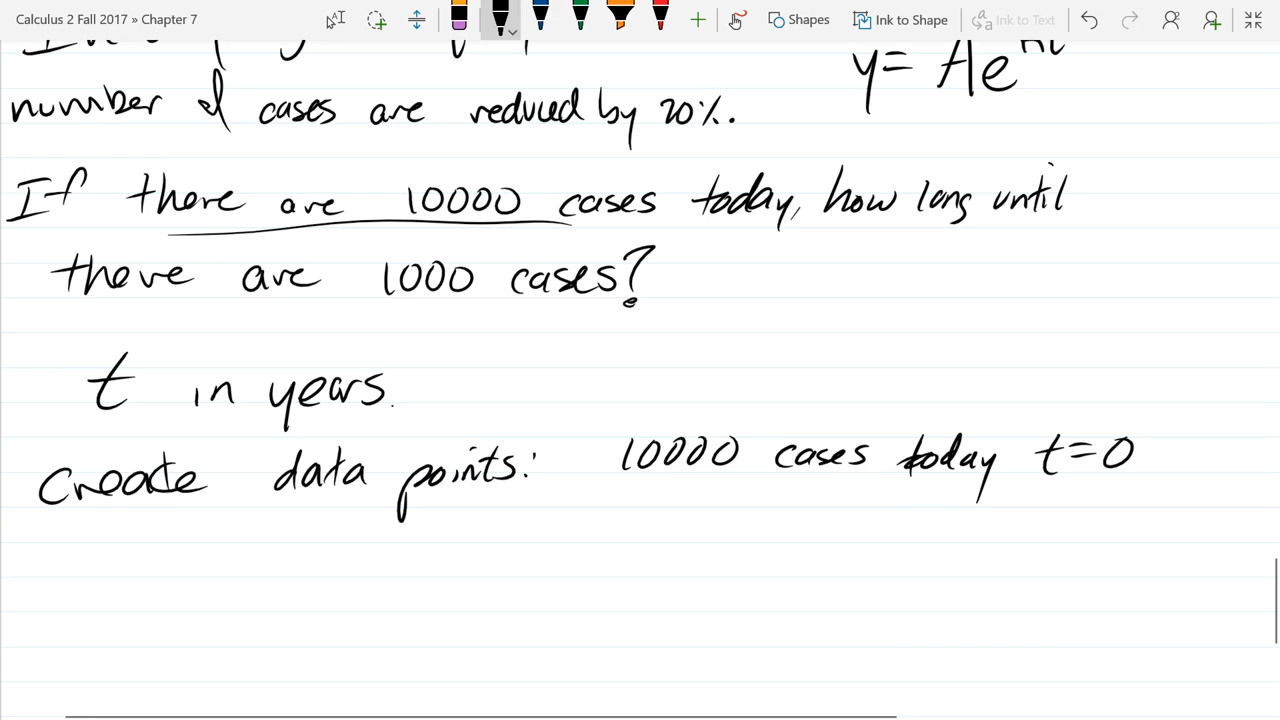 Calculus 2 Fall 2017 » Chapter 7
Shapes
Ink to Shape
Ink to Text
y = Ae
number of cases are reduced by 20%.
If there are 10000 cases today, how long until
there are 1000 cases?
t in years.
Create data points: 10000 cases today t=0